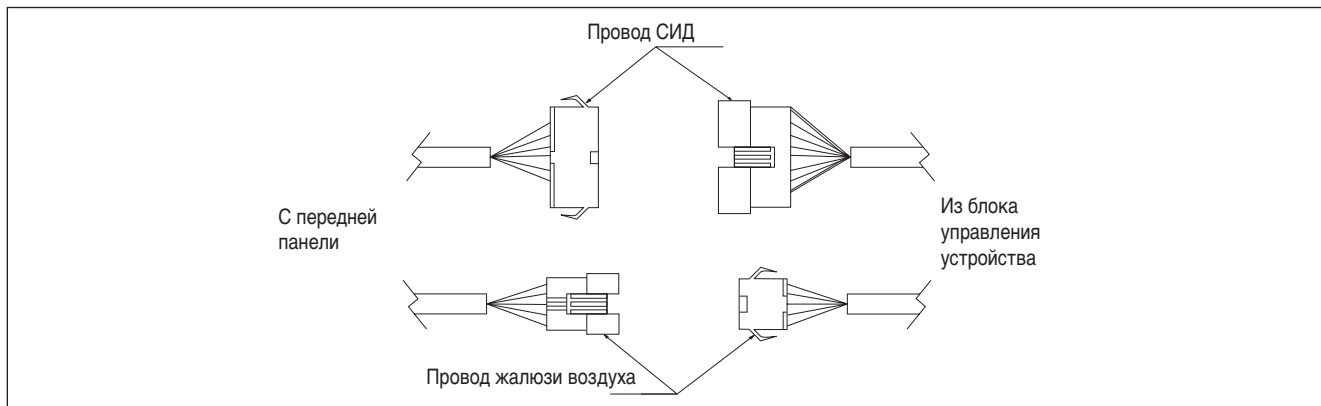 Провод СИД
С передней
панели
Из блока
управления
устройства
Провод жалюзи воздуха